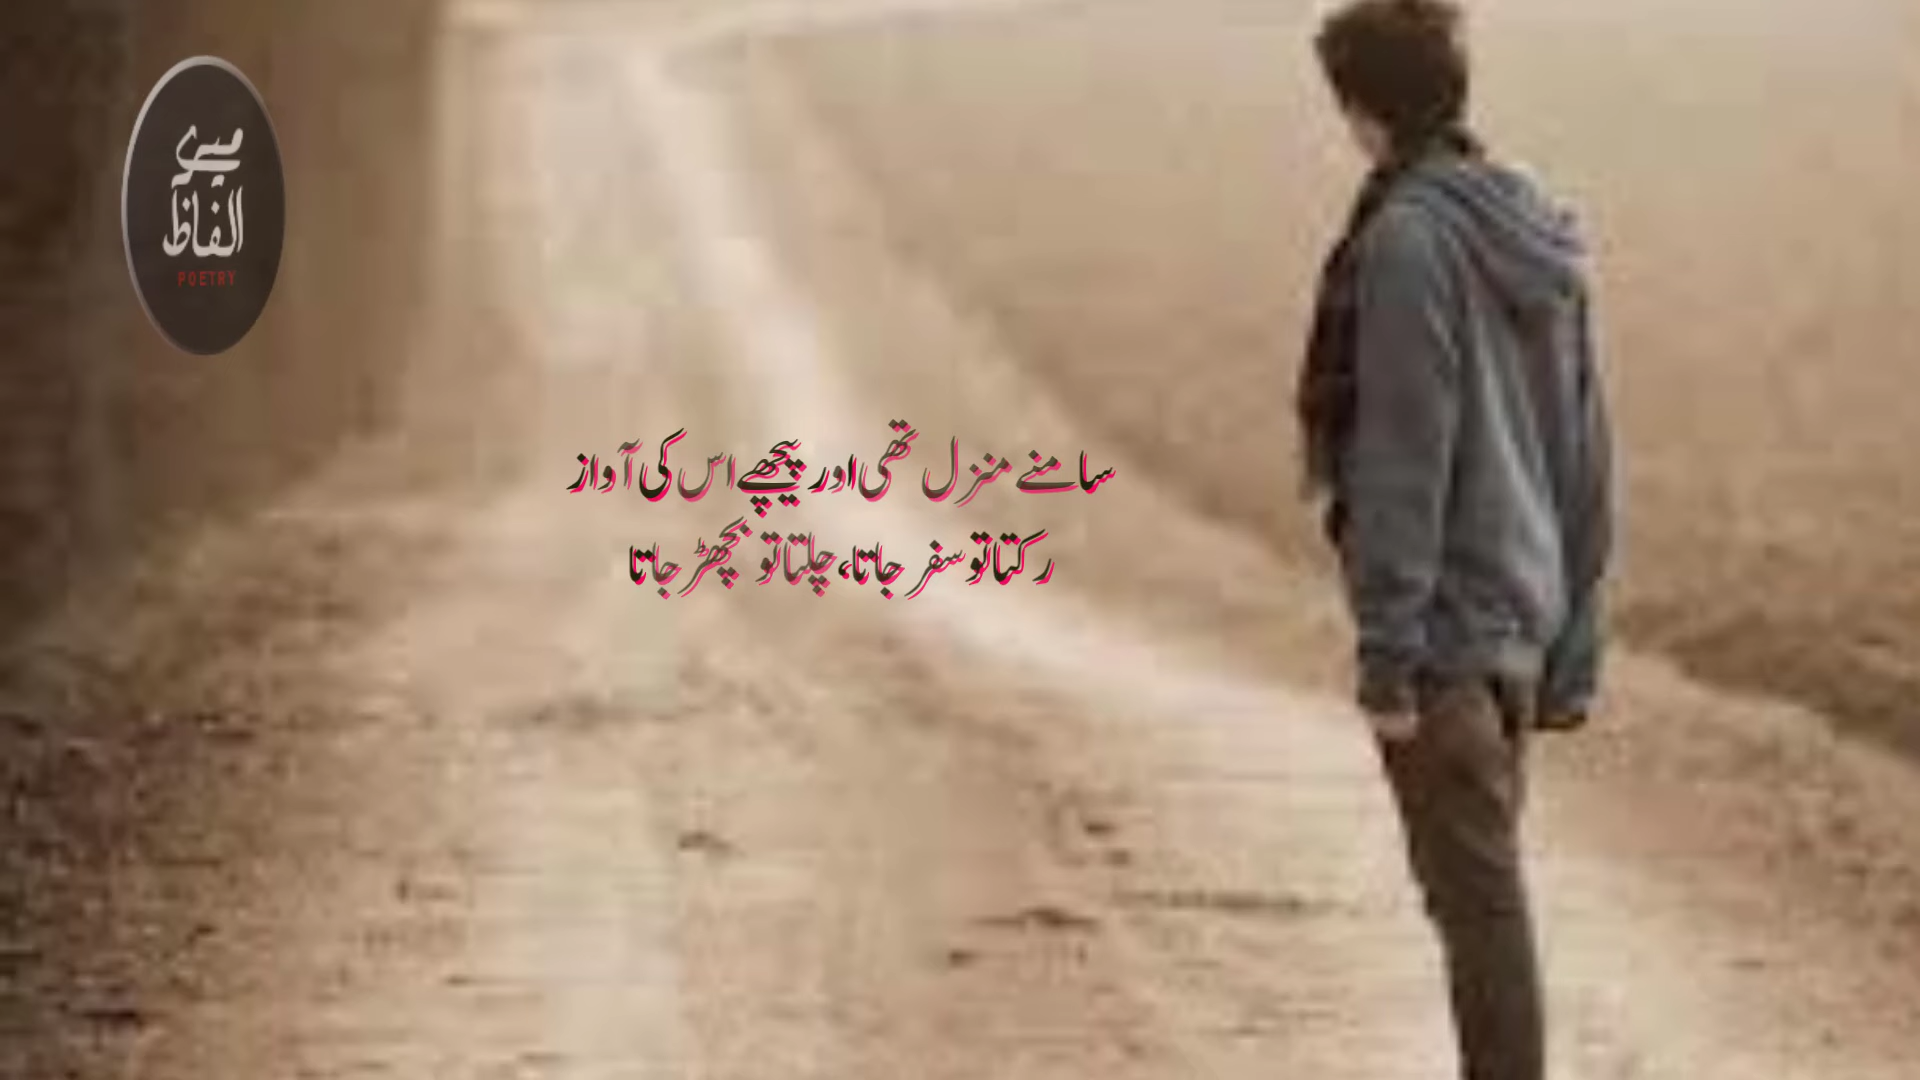 میرے
الفاظ
POETRY
سامنے منزل تھی اور پیچھے اس کی آواز
رکتا تو سفر جاتا، چلتا تو بچھڑ جاتا